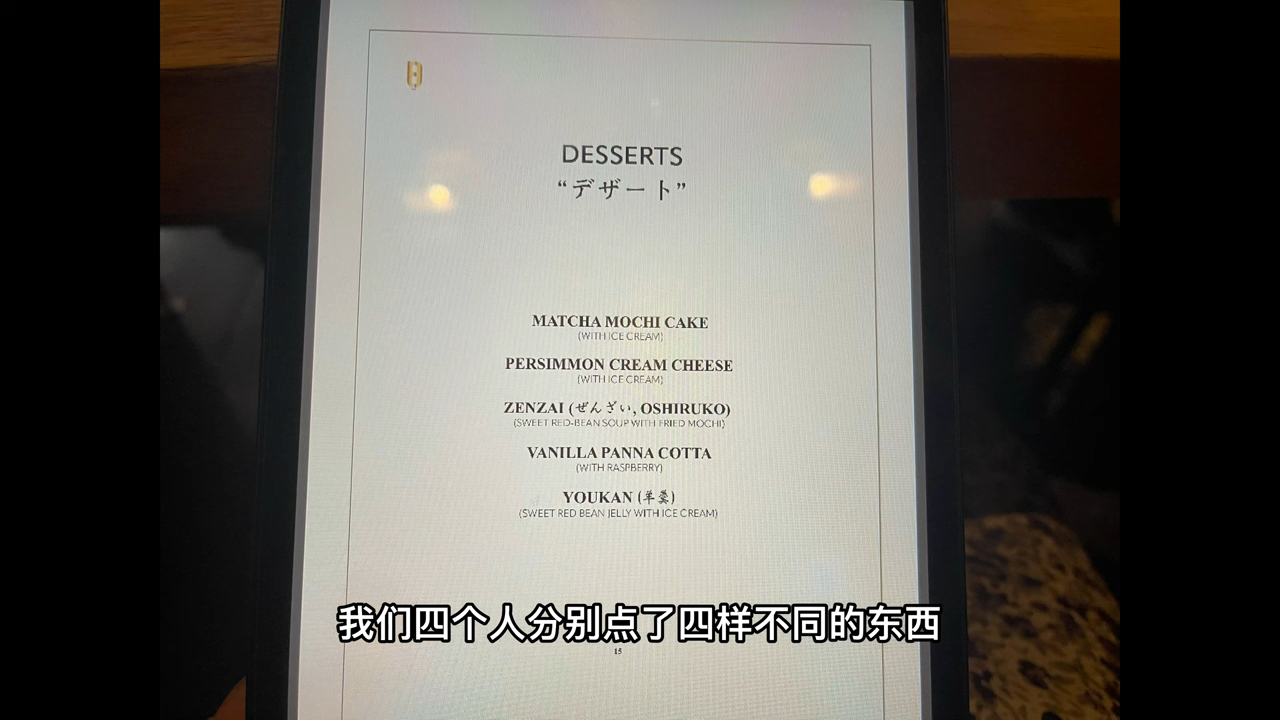 DESSERTS
“デザート”
MATCHA MOCHI CAKE
(WITH ICE CREAM)
PERSIMMON CREAM CHEESE
(WITH ICE CREAM)
ZENZAI (ぜんざい, OSHIRUKO)
(SWEET RED-BEAN SOUP WITH FRIED MOCHI)
VANILLA PANNA COTTA
(WITH RASPBERRY)
YOUKAN (羊羹)
(SWEET RED BEAN JELLY WITH ICE CREAM)
我们四个人分别点了四样不同的东西
15